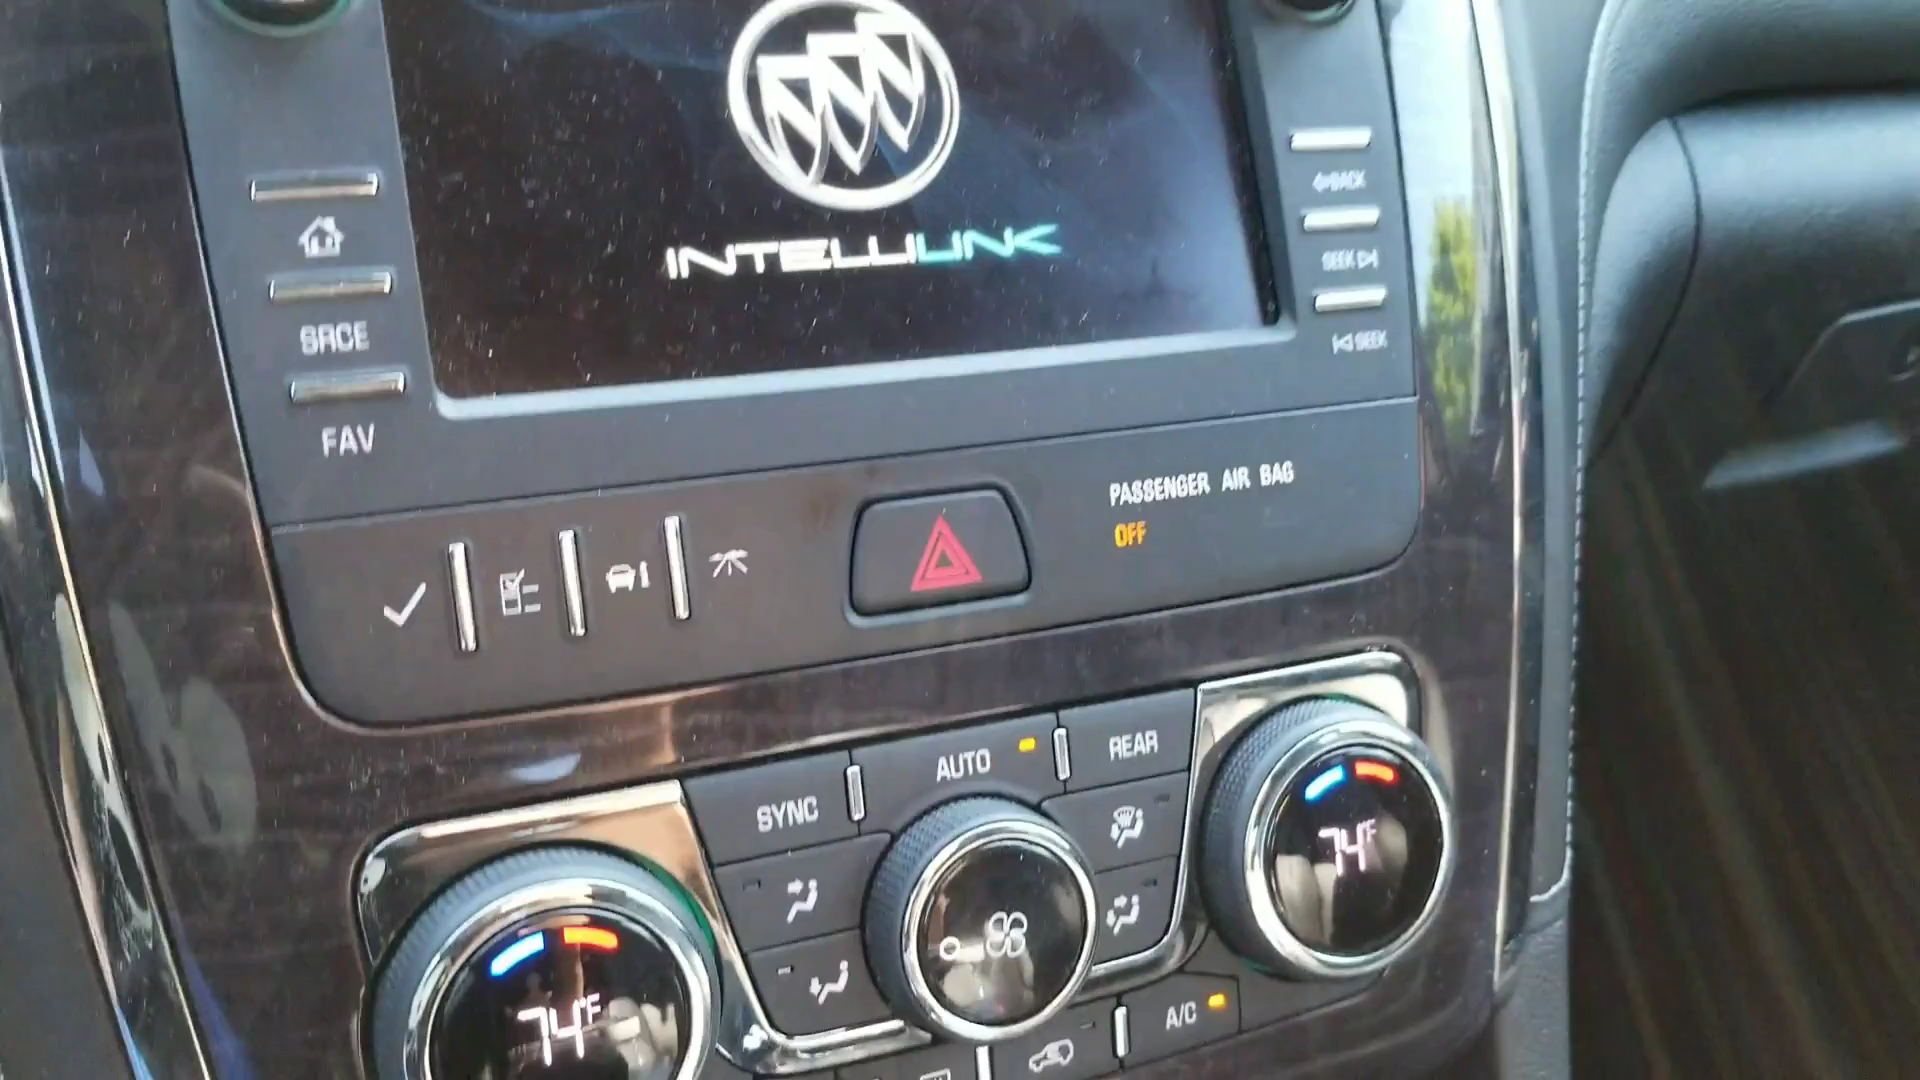 INTELLILINK
BACK
SEEK
SEEK
SRCE
FAV
PASSENGER AIR BAG
OFF
SYNC
AUTO
REAR
74°F
74°F
A/C